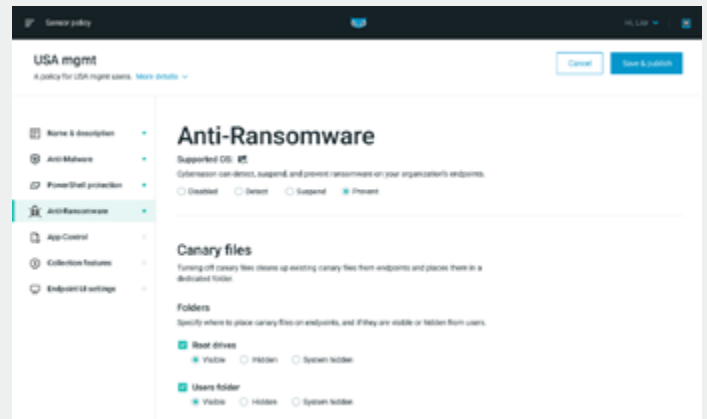 Sensor policy
Hi, Lior
USA mgmt
A policy for USA mgmt users. More details
Cancel
Save & publish
Name & description
Anti-Malware
PowerShell protection
Anti-Ransomware
App Control
Collection features
Endpoint UI settings
Anti-Ransomware
Supported OS:
Cybereason can detect, suspend, and prevent ransomware on your organization's endpoints.
Disabled Detect Suspend Prevent
Canary files
Turning off canary files cleans up existing canary files from endpoints and places them in a
dedicated folder.
Folders
Specify where to place canary files on endpoints, and if they are visible or hidden from users.
Root drives
Visible Hidden System hidden
Users folder
Visible Hidden System hidden